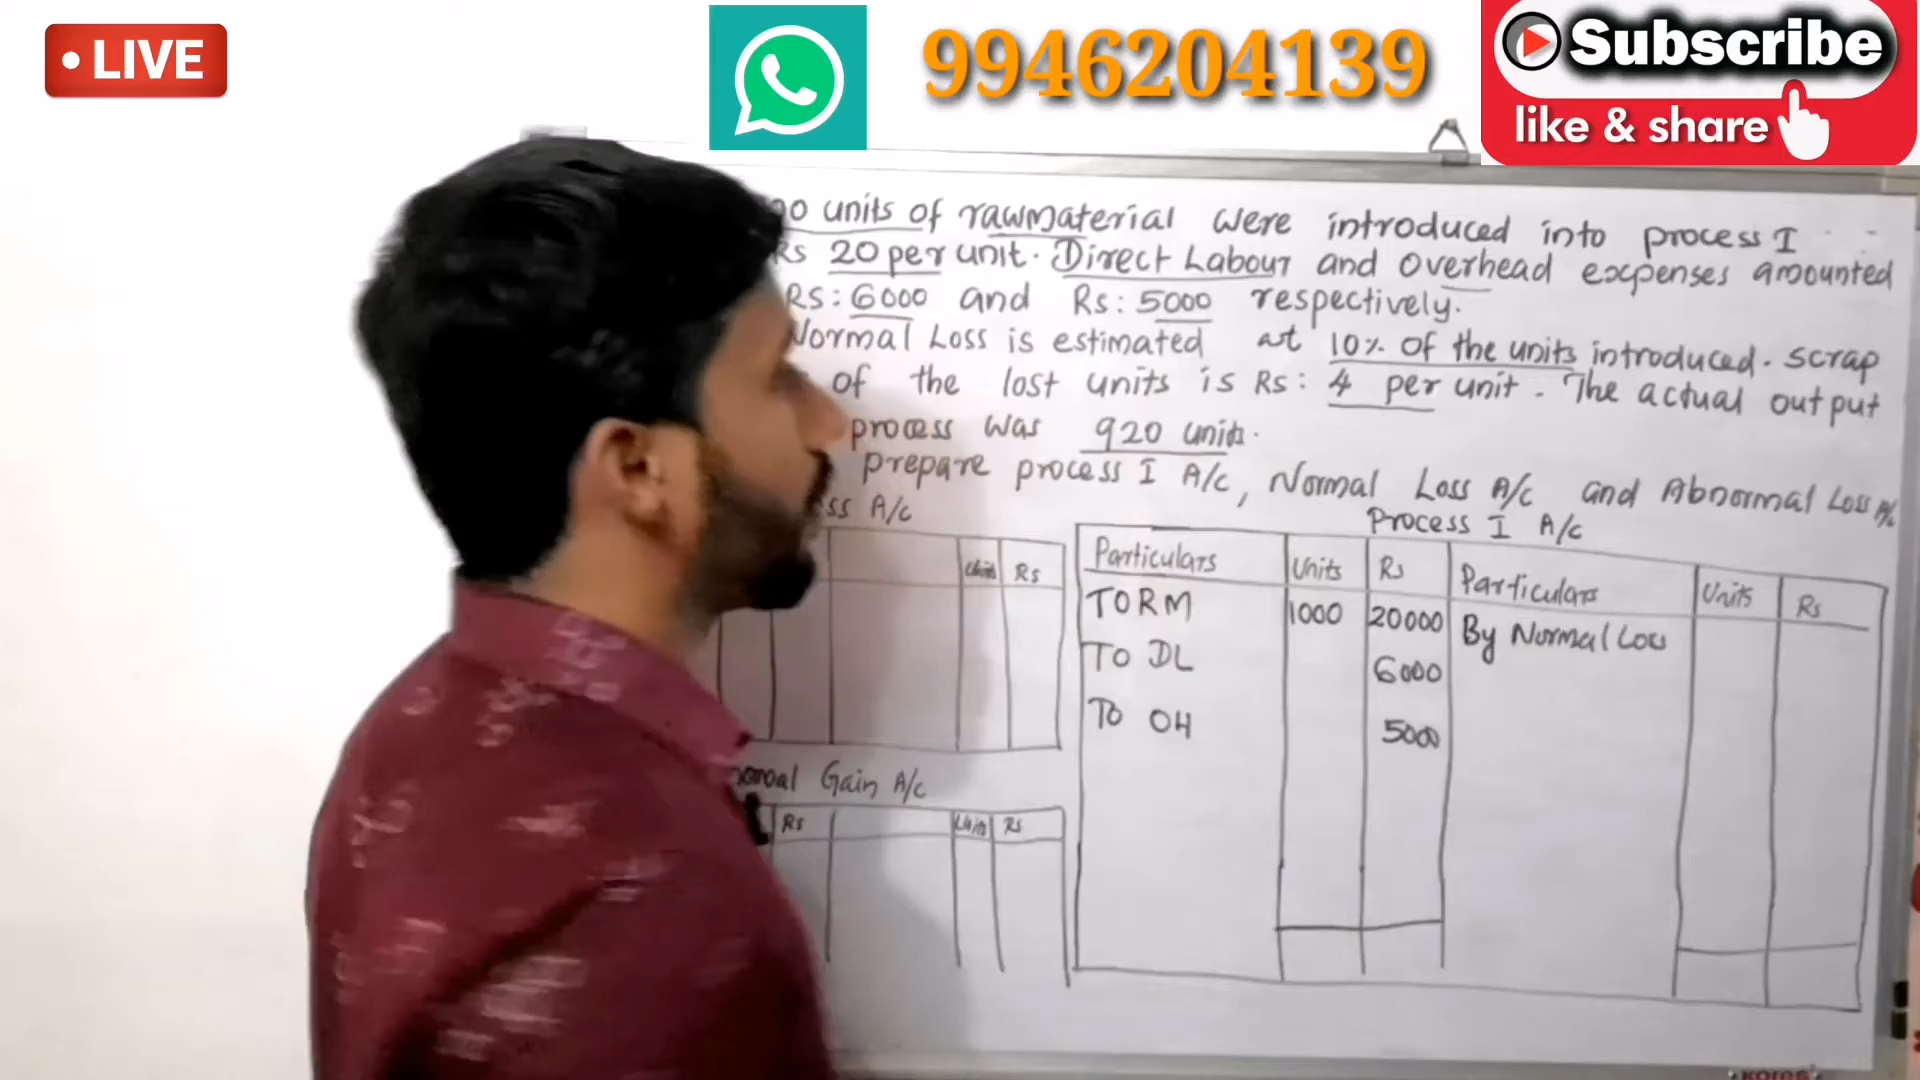 LIVE
9946204139
Subscribe
like & share
units of rawmaterial were introduced into process I
Rs 20 per unit. Direct Labour and overhead expenses amounted
Rs: 6000 and Rs: 5000 respectively.
Normal Loss is estimated at 10% of the units introduced. scrap
of the lost units is Rs: 4 per unit. The actual output
process was 920 units.
prepare process I A/c, Normal Loss A/c and Abnormal Loss A/c
A/c
Process I A/c
Units Rs
Particulars Units Rs Particulars Units Rs
TO RM 1000 20000 By Normal Loss
TO DL 6000
TO OH 5000
Gain A/c
Rs Units Rs
kores